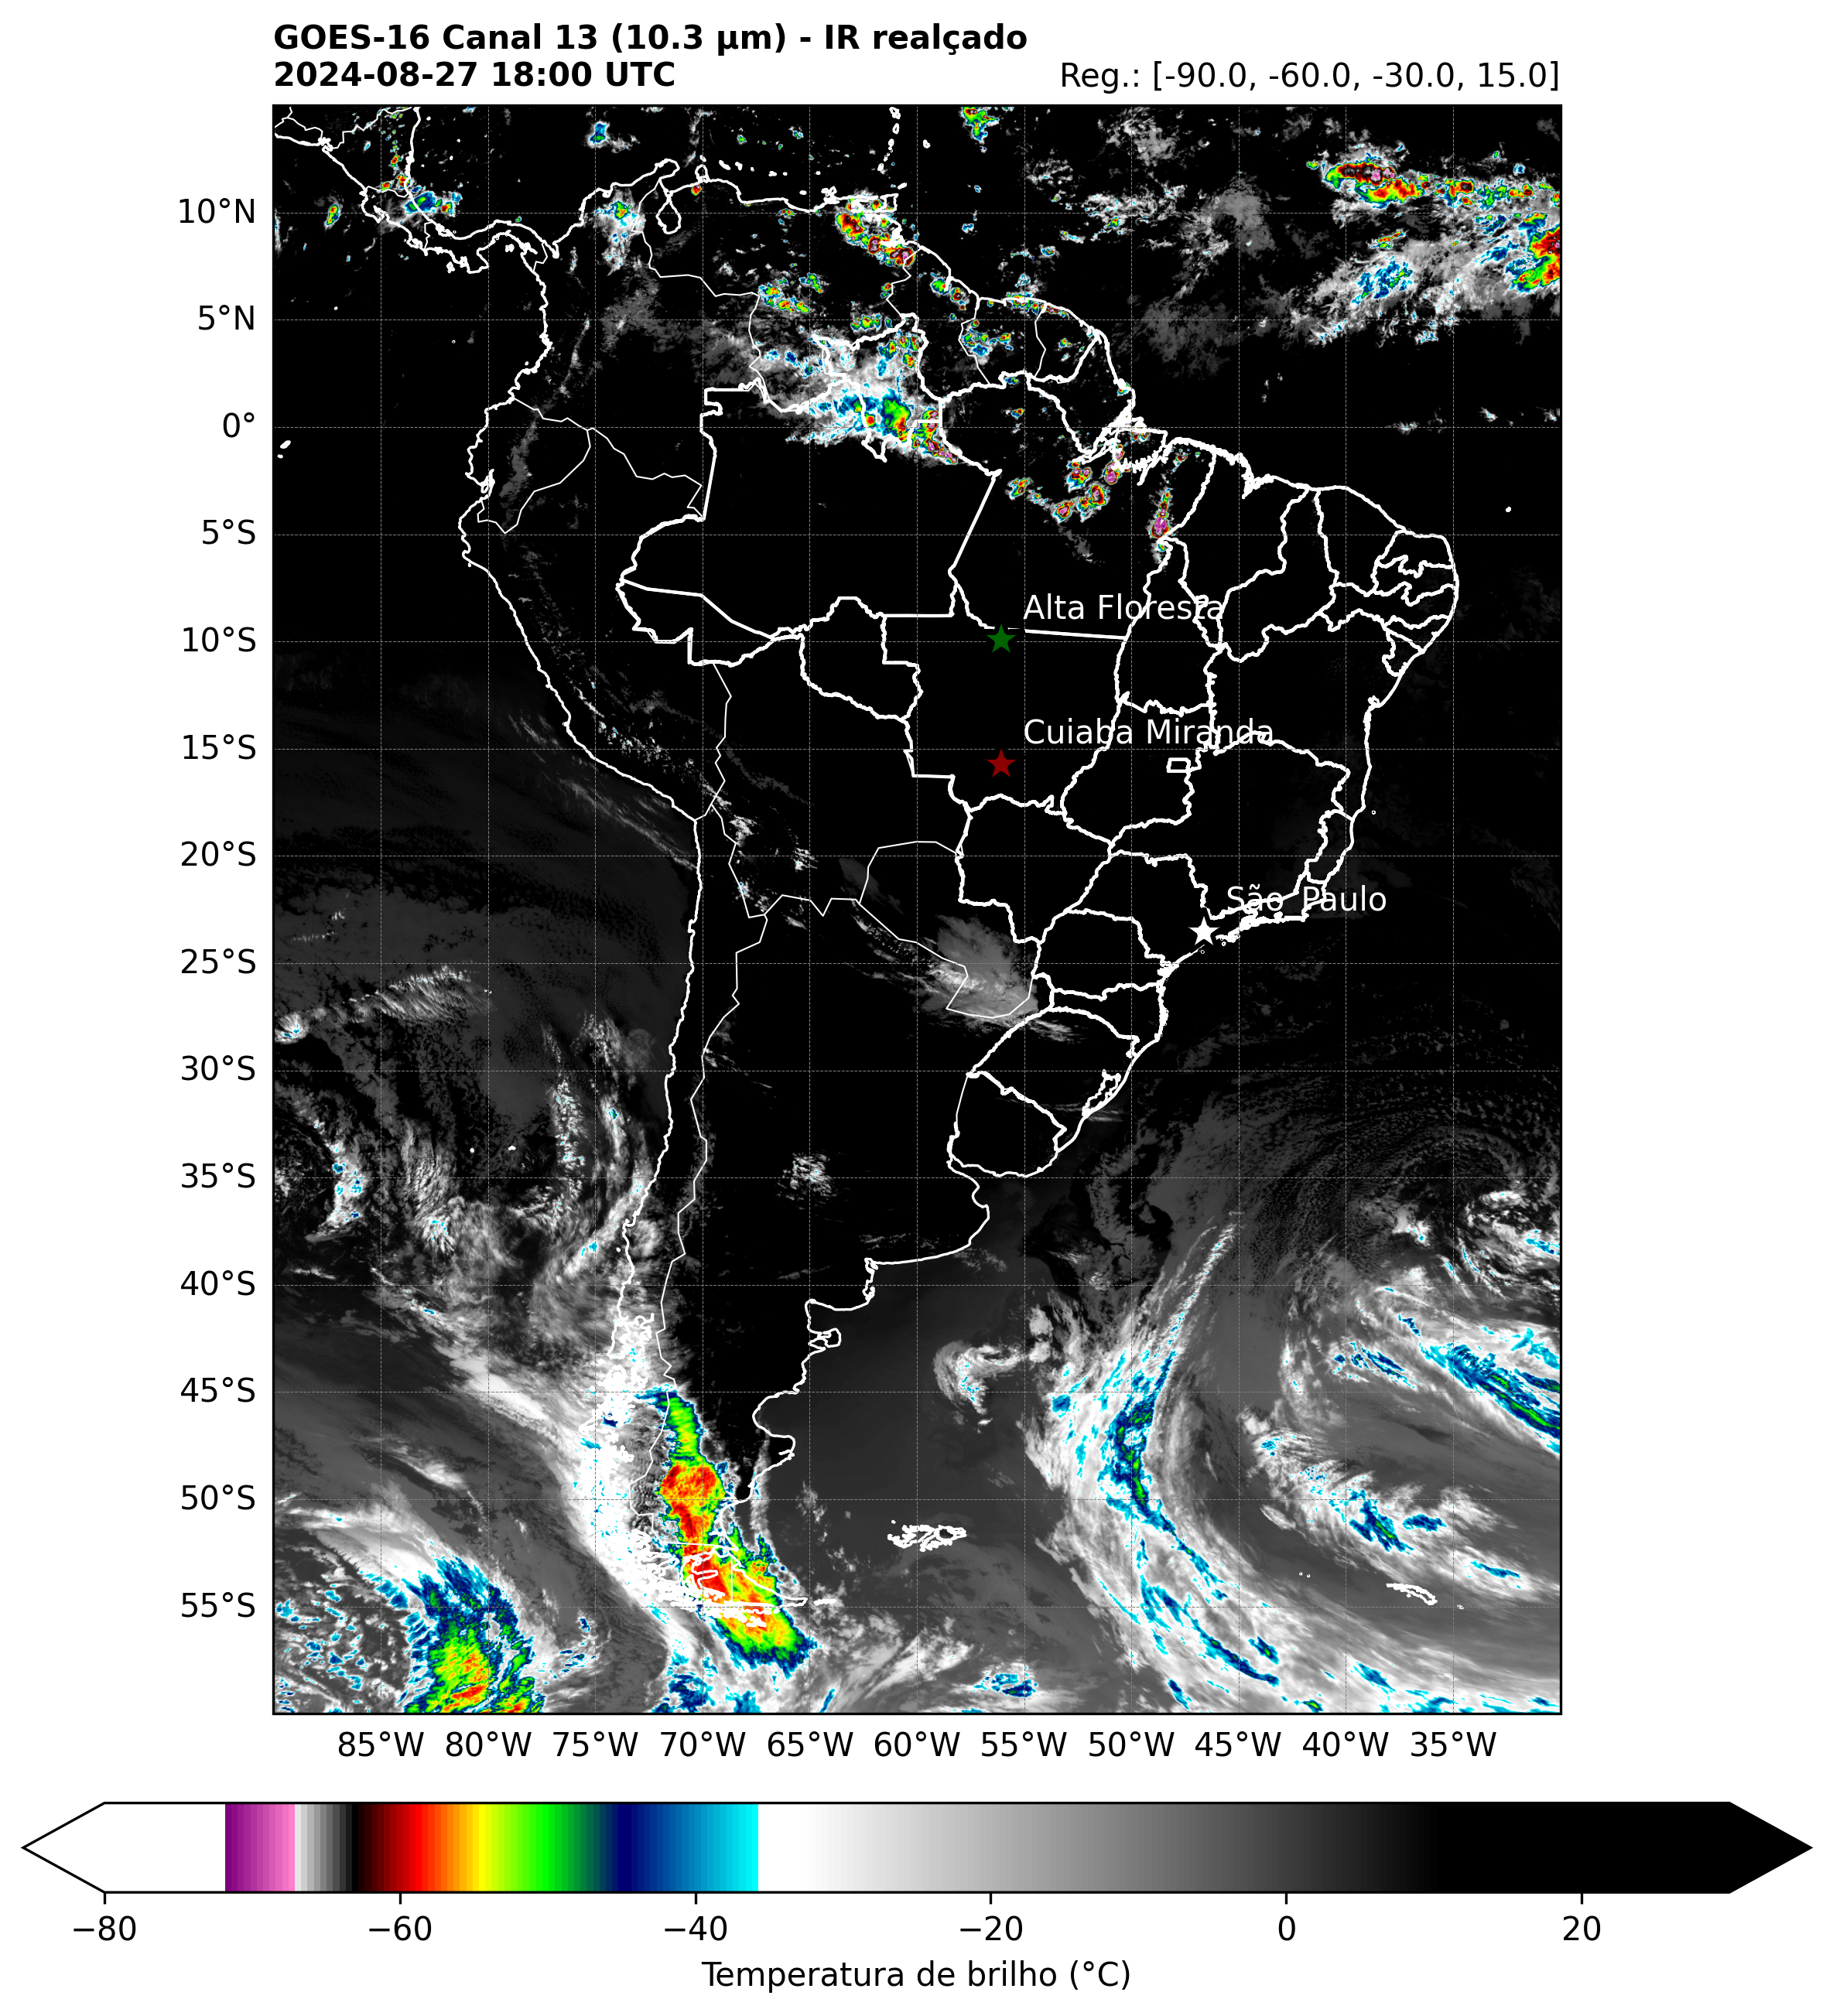 GOES-16 Canal 13 (10.3 µm) - IR realçado
2024-08-27 18:00 UTC
Reg.: [-90.0, -60.0, -30.0, 15.0]
10°N
5°N
0°
5°S
10°S
15°S
20°S
25°S
30°S
35°S
40°S
45°S
50°S
55°S
Alta Floresta
Cuiaba Miranda
São Paulo
85°W 80°W 75°W 70°W 65°W 60°W 55°W 50°W 45°W 40°W 35°W
−80 −60 −40 −20 0 20
Temperatura de brilho (°C)